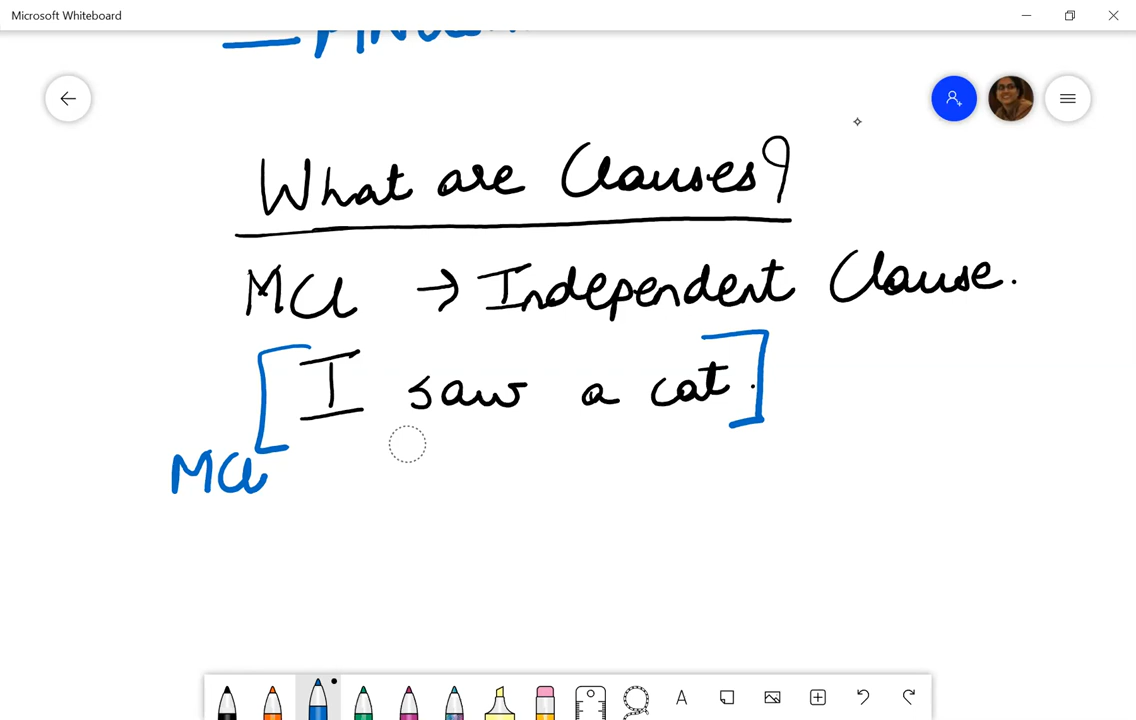 Microsoft Whiteboard
What are Clauses?
MCl → Independent Clause.
[I saw a cat.]
MCl
A